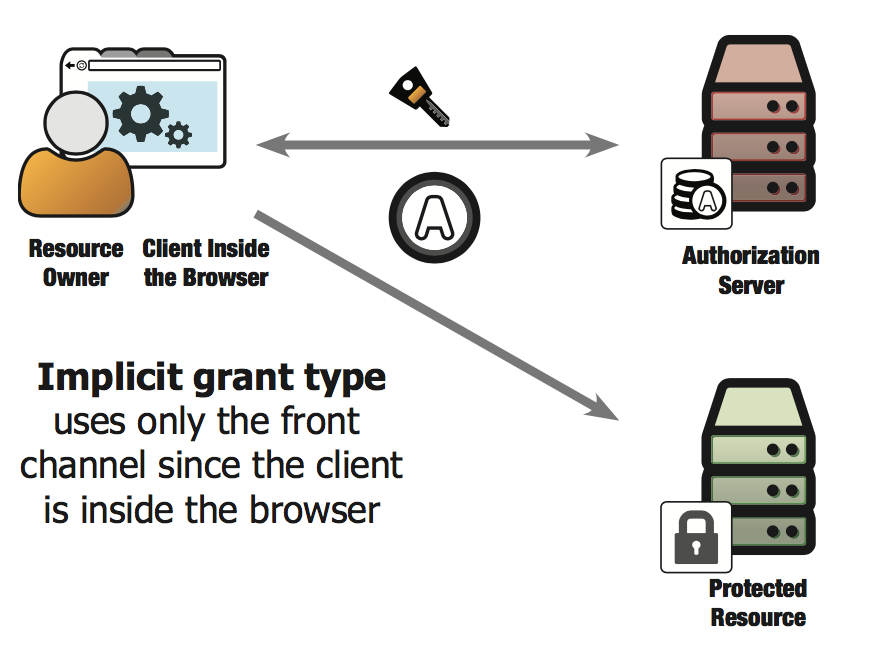 A
A
Resource
Owner
Client Inside
the Browser
Authorization
Server
Implicit grant type
uses only the front
channel since the client
is inside the browser
Protected
Resource